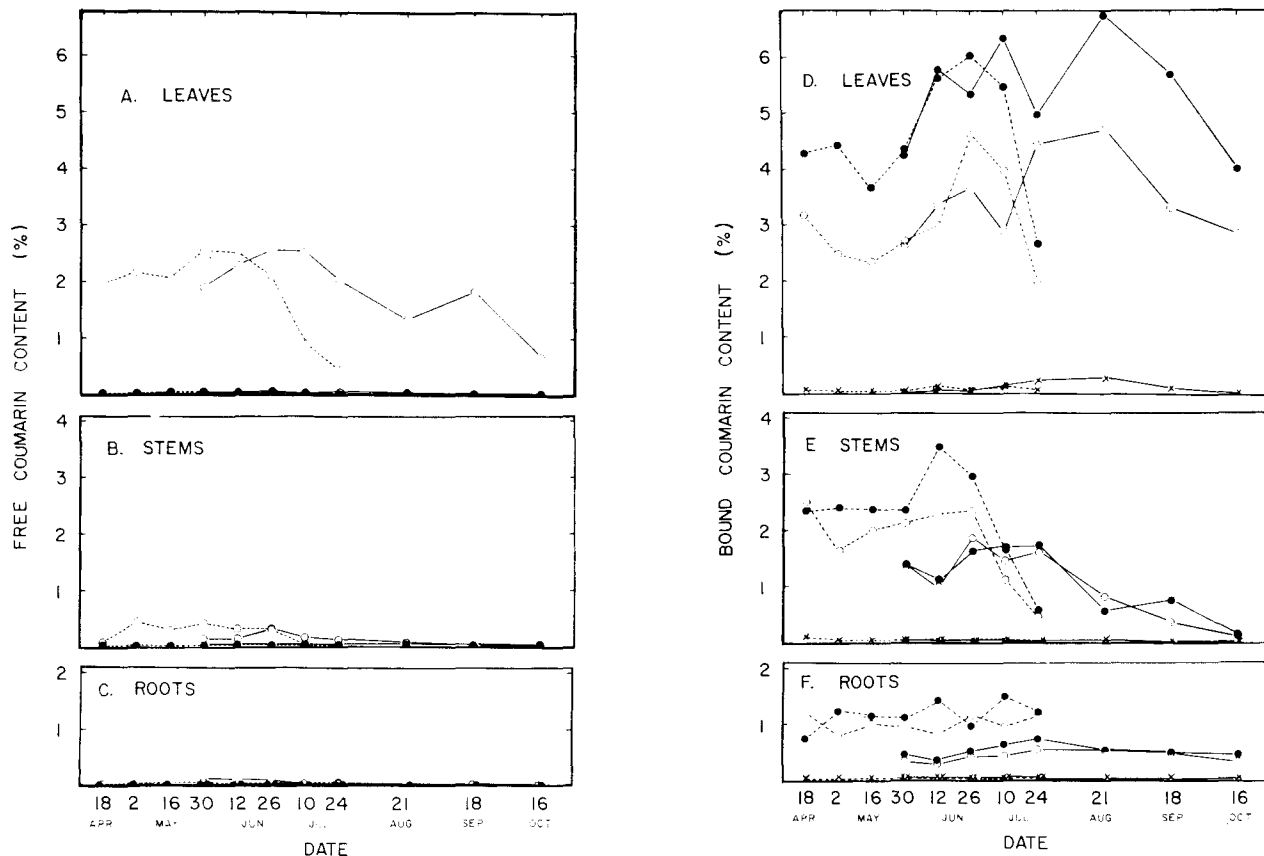 FREE COUMARIN CONTENT (%)
6
5
4
3
2
1
A. LEAVES
4
3
2
1
B. STEMS
2
1
C. ROOTS
18 2 16 30 12 26 10 24 21 18 16
APR MAY JUN JUL AUG SEP OCT
DATE
BOUND COUMARIN CONTENT (%)
6
5
4
3
2
1
D. LEAVES
4
3
2
1
0
E STEMS
2
1
0
F. ROOTS
18 2 16 30 12 26 10 24 21 18 16
APR MAY JUN JUL AUG SEP OCT
DATE